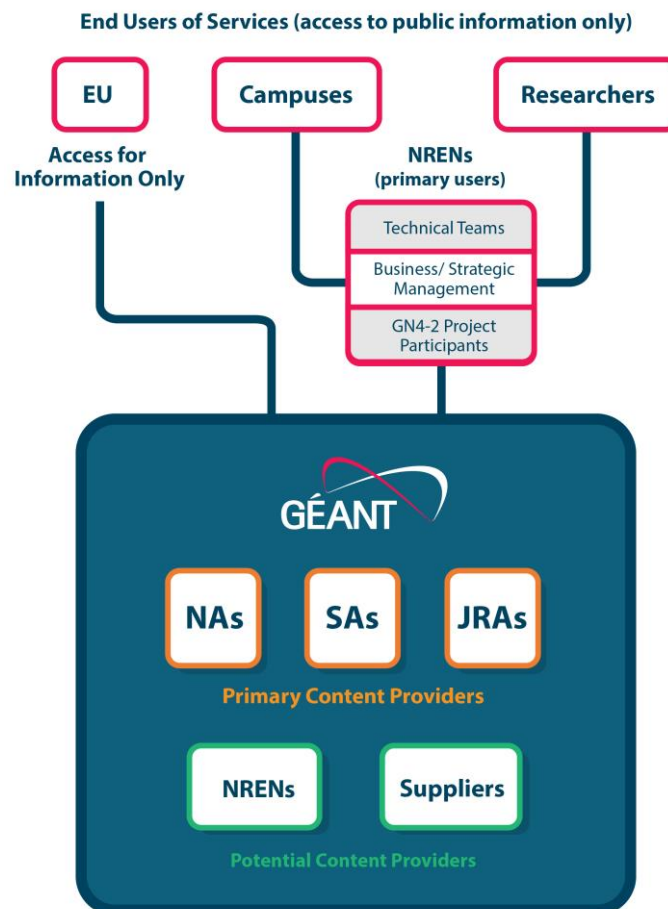 End Users of Services (access to public information only)
EU
Campuses
Researchers
Access for
Information Only
NRENs
(primary users)
Technical Teams
Business/ Strategic
Management
GN4-2 Project
Participants
GÉANT
NAs
SAs
JRAs
Primary Content Providers
NRENs
Suppliers
Potential Content Providers